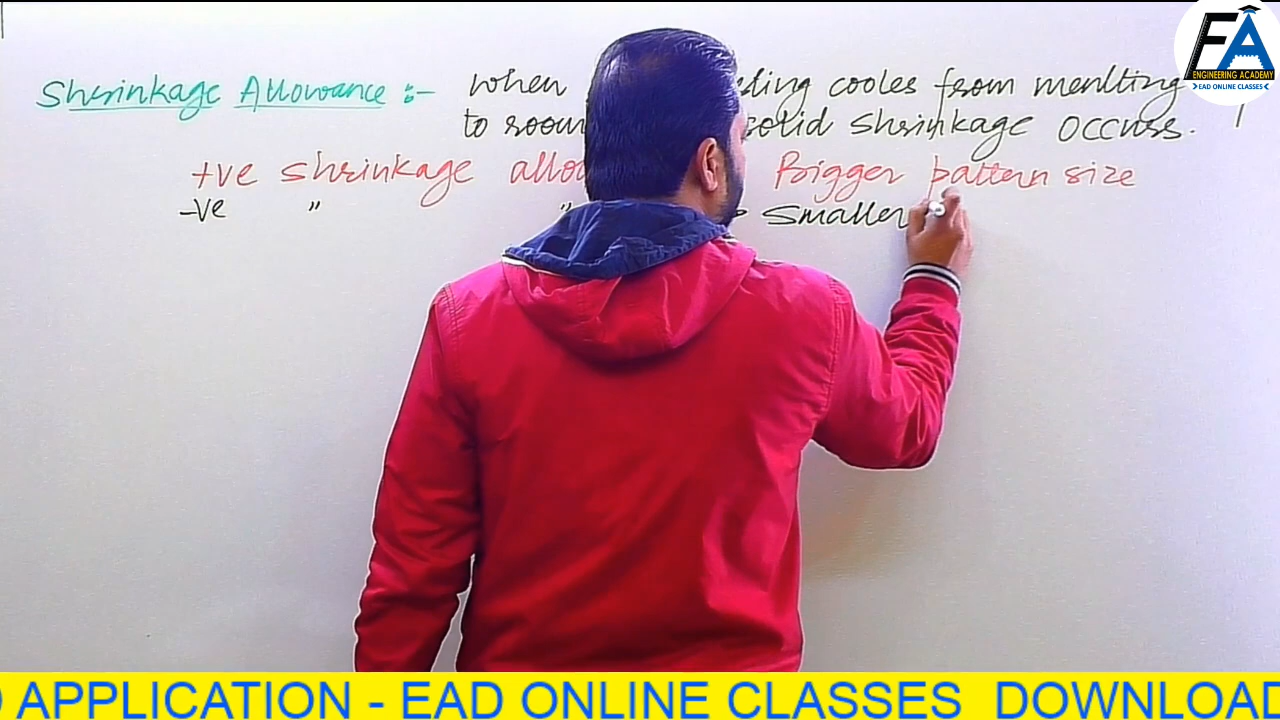 Shrinkage Allowance :- when cooles from menlting
to solid shrinkage occurs.
+ve shrinkage Bigger pattern size
-ve " " Smaller
ENGINEERING ACADEMY
EAD ONLINE CLASSES
APPLICATION - EAD ONLINE CLASSES DOWNLOAD